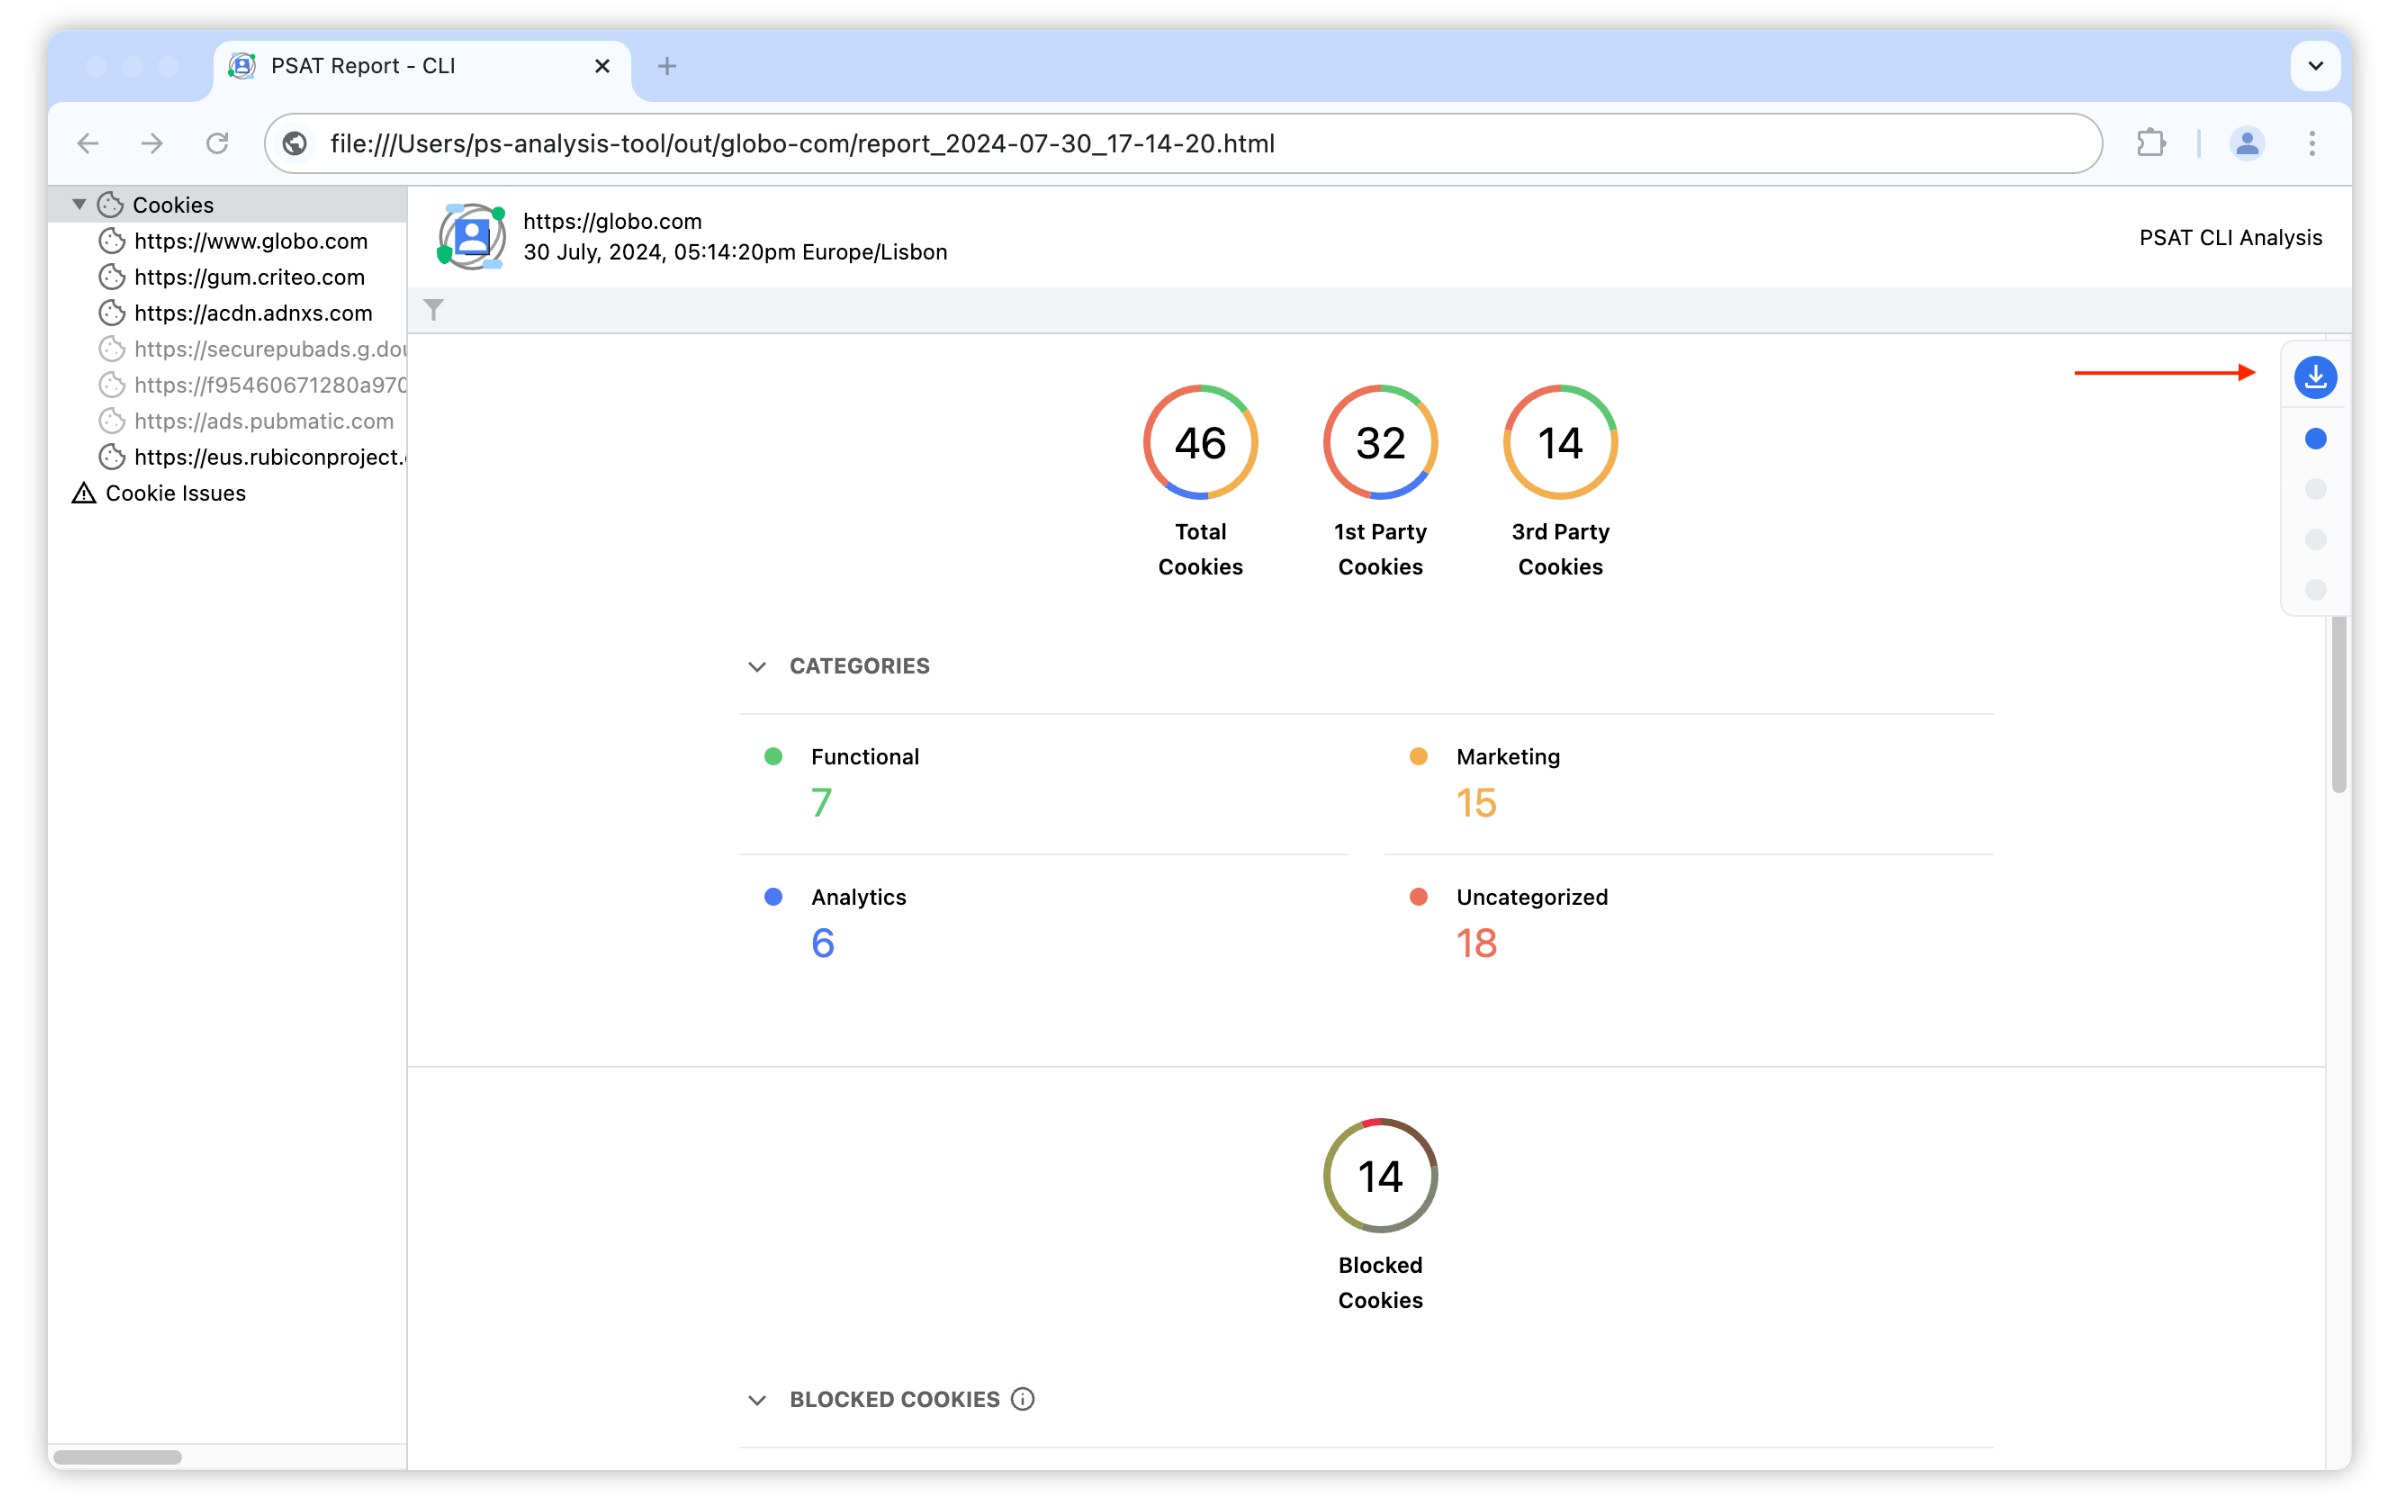 PSAT Report - CLI
file:///Users/ps-analysis-tool/out/globo-com/report_2024-07-30_17-14-20.html
Cookies
https://www.globo.com
https://gum.criteo.com
https://acdn.adnxs.com
https://securepubads.g.dou
https://f95460671280a970
https://ads.pubmatic.com
https://eus.rubiconproject.
Cookie Issues
https://globo.com
30 July, 2024, 05:14:20pm Europe/Lisbon
PSAT CLI Analysis
46
Total
Cookies
32
1st Party
Cookies
14
3rd Party
Cookies
CATEGORIES
Functional
7
Marketing
15
Analytics
6
Uncategorized
18
14
Blocked
Cookies
BLOCKED COOKIES